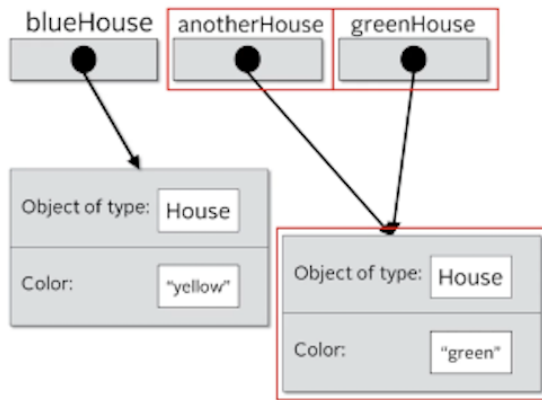 blueHouse
anotherHouse
greenHouse
Object of type: House
Color: “yellow”
Object of type: House
Color: “green”